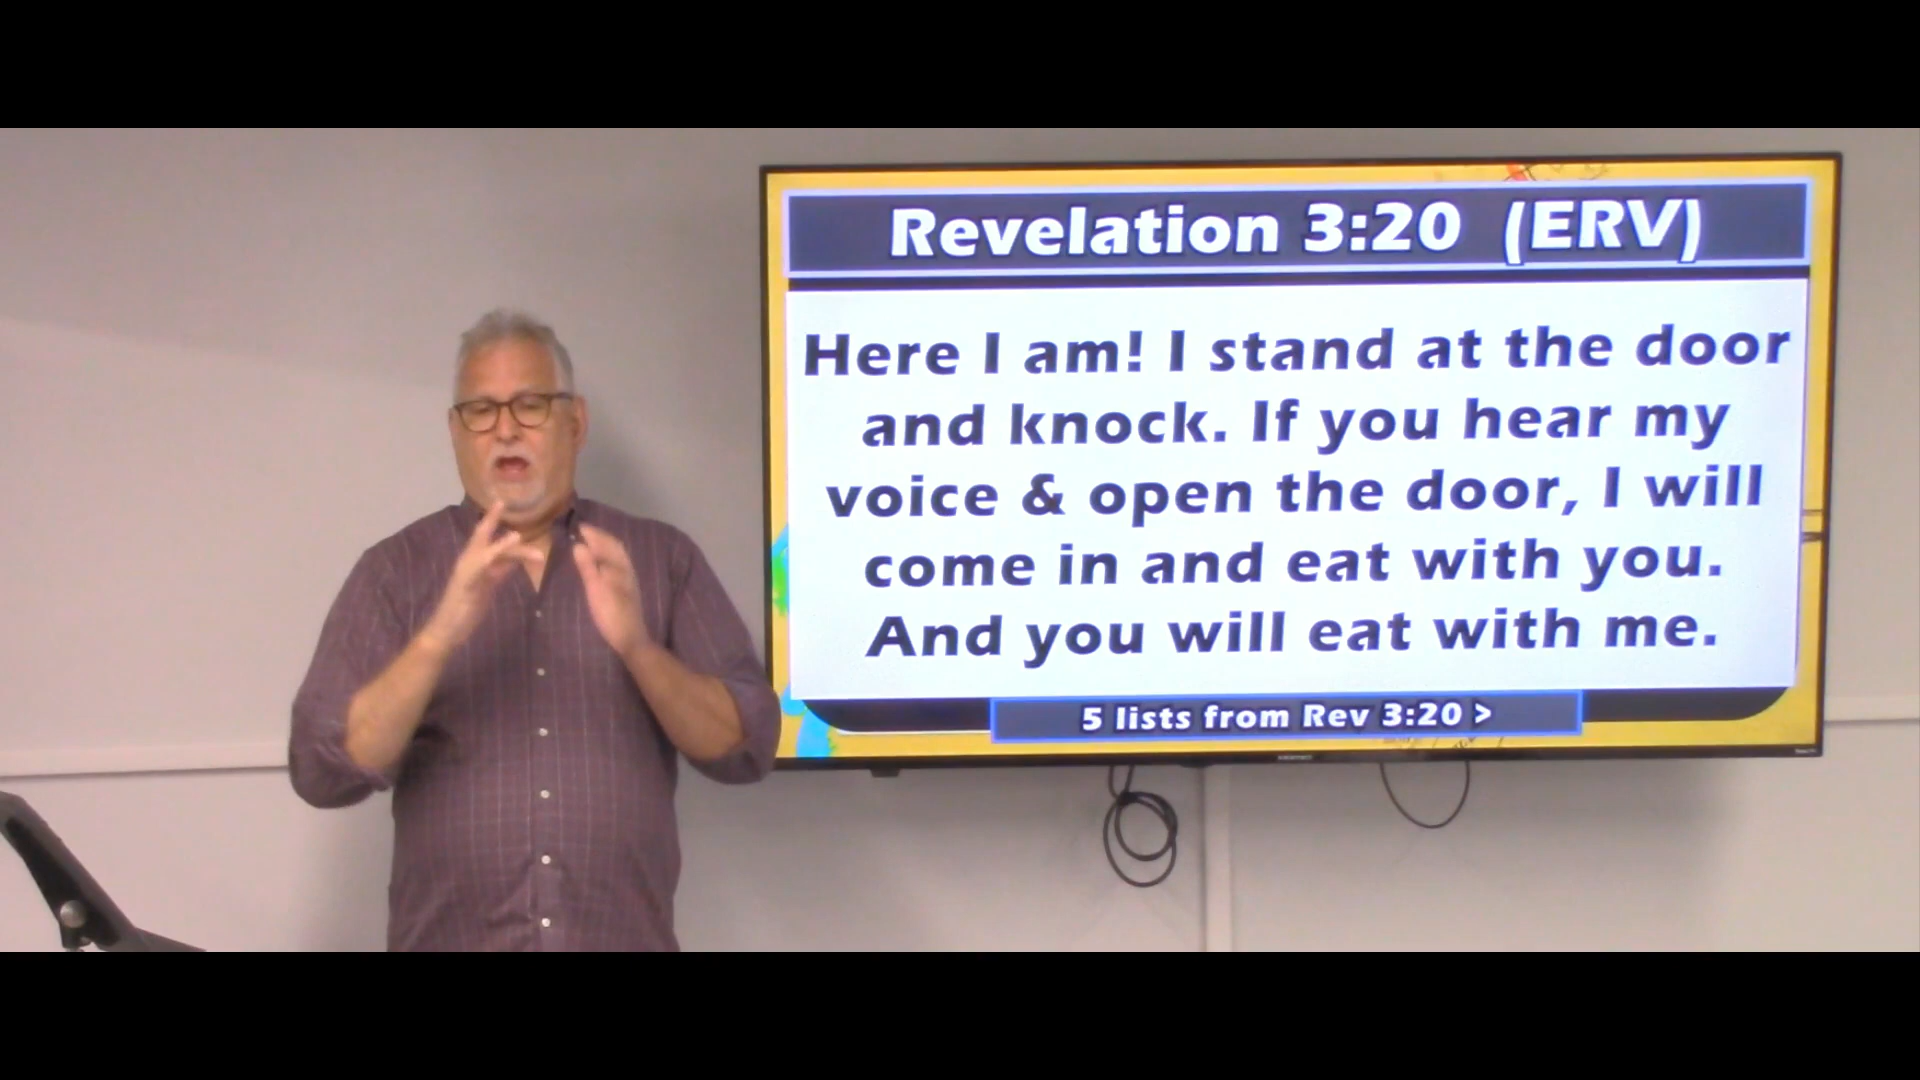 Revelation 3:20 (ERV)
Here I am! I stand at the door
and knock. If you hear my
voice & open the door, I will
come in and eat with you.
And you will eat with me.
5 lists from Rev 3:20 >